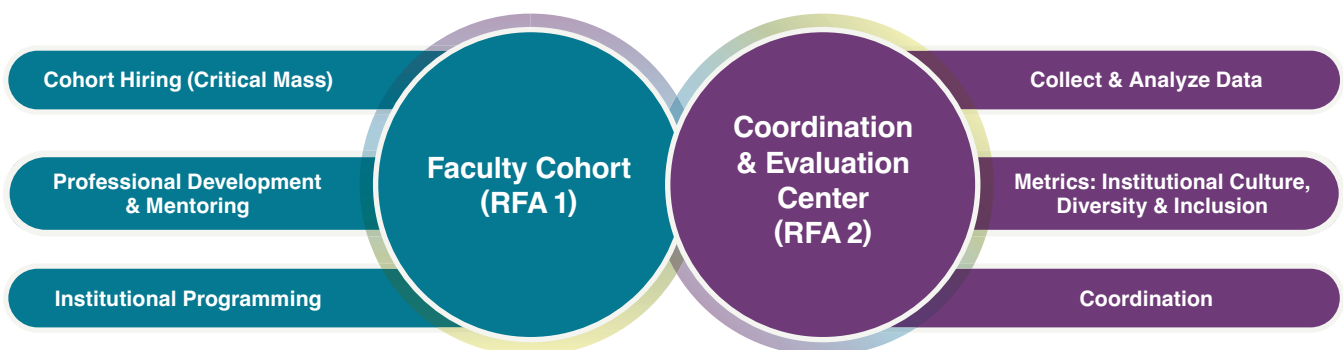 Cohort Hiring (Critical Mass)
Professional Development
& Mentoring
Institutional Programming
Faculty Cohort
(RFA 1)
Coordination
& Evaluation
Center
(RFA 2)
Collect & Analyze Data
Metrics: Institutional Culture,
Diversity & Inclusion
Coordination